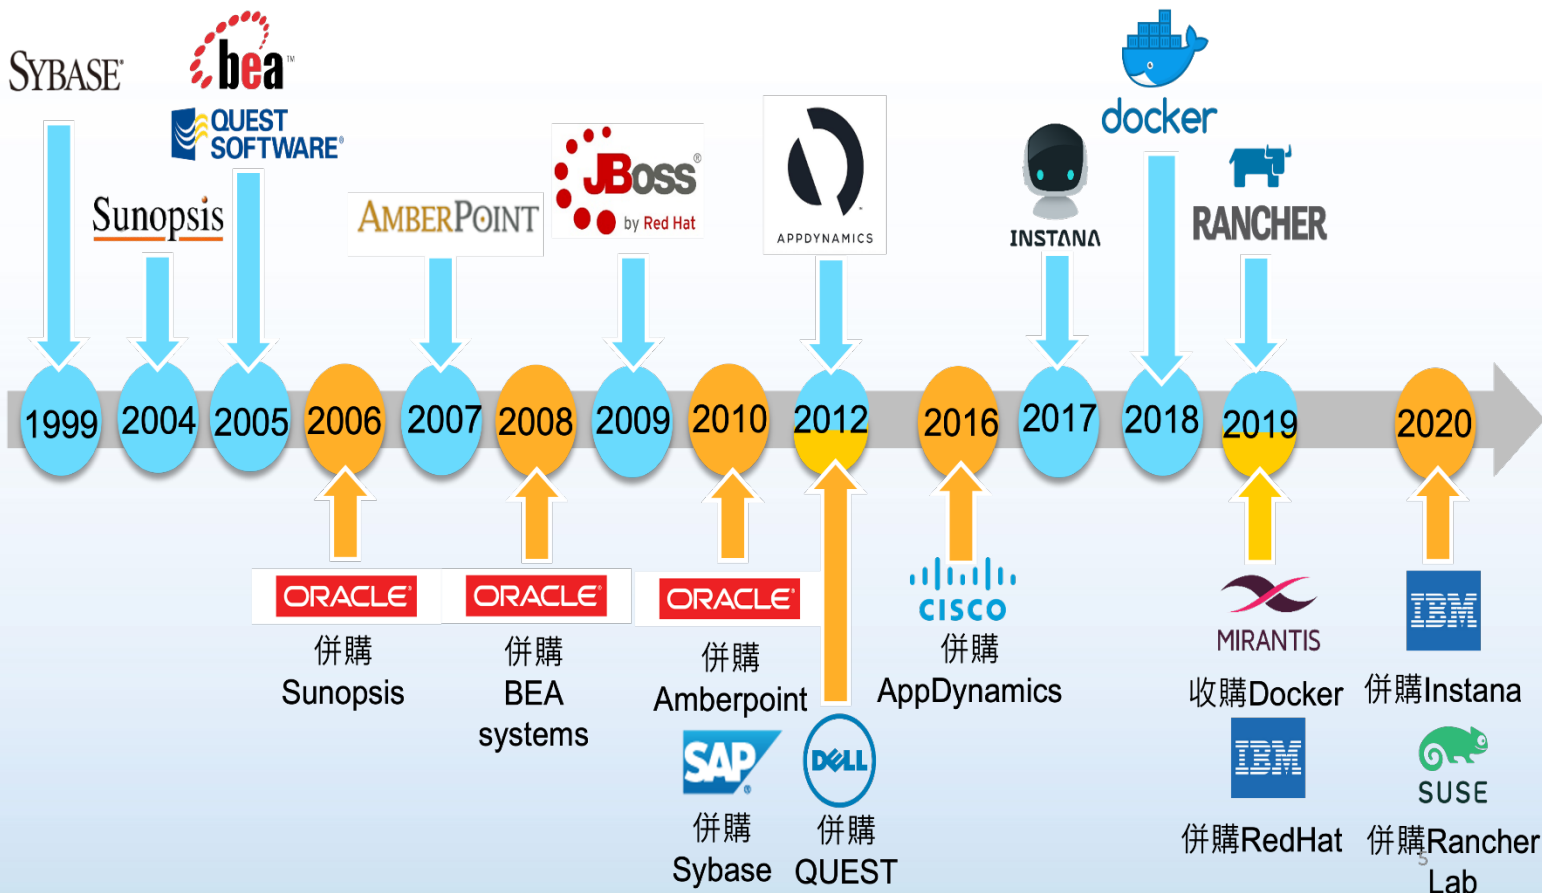 SYBASE®
bea™
QUEST
SOFTWARE®
Sunopsis
AMBERPOINT
JBoss®
by Red Hat
APPDYNAMICS
INSTANA
docker
RANCHER
1999
2004
2005
2006
2007
2008
2009
2010
2012
2016
2017
2018
2019
2020
ORACLE®
併購
Sunopsis
ORACLE®
併購
BEA
systems
ORACLE®
併購
Amberpoint
SAP®
併購
Sybase
DELL
併購
QUEST
CISCO
併購
AppDynamics
MIRANTIS
收購Docker
IBM
併購RedHat
IBM
併購Instana
SUSE
併購Rancher
Lab
5